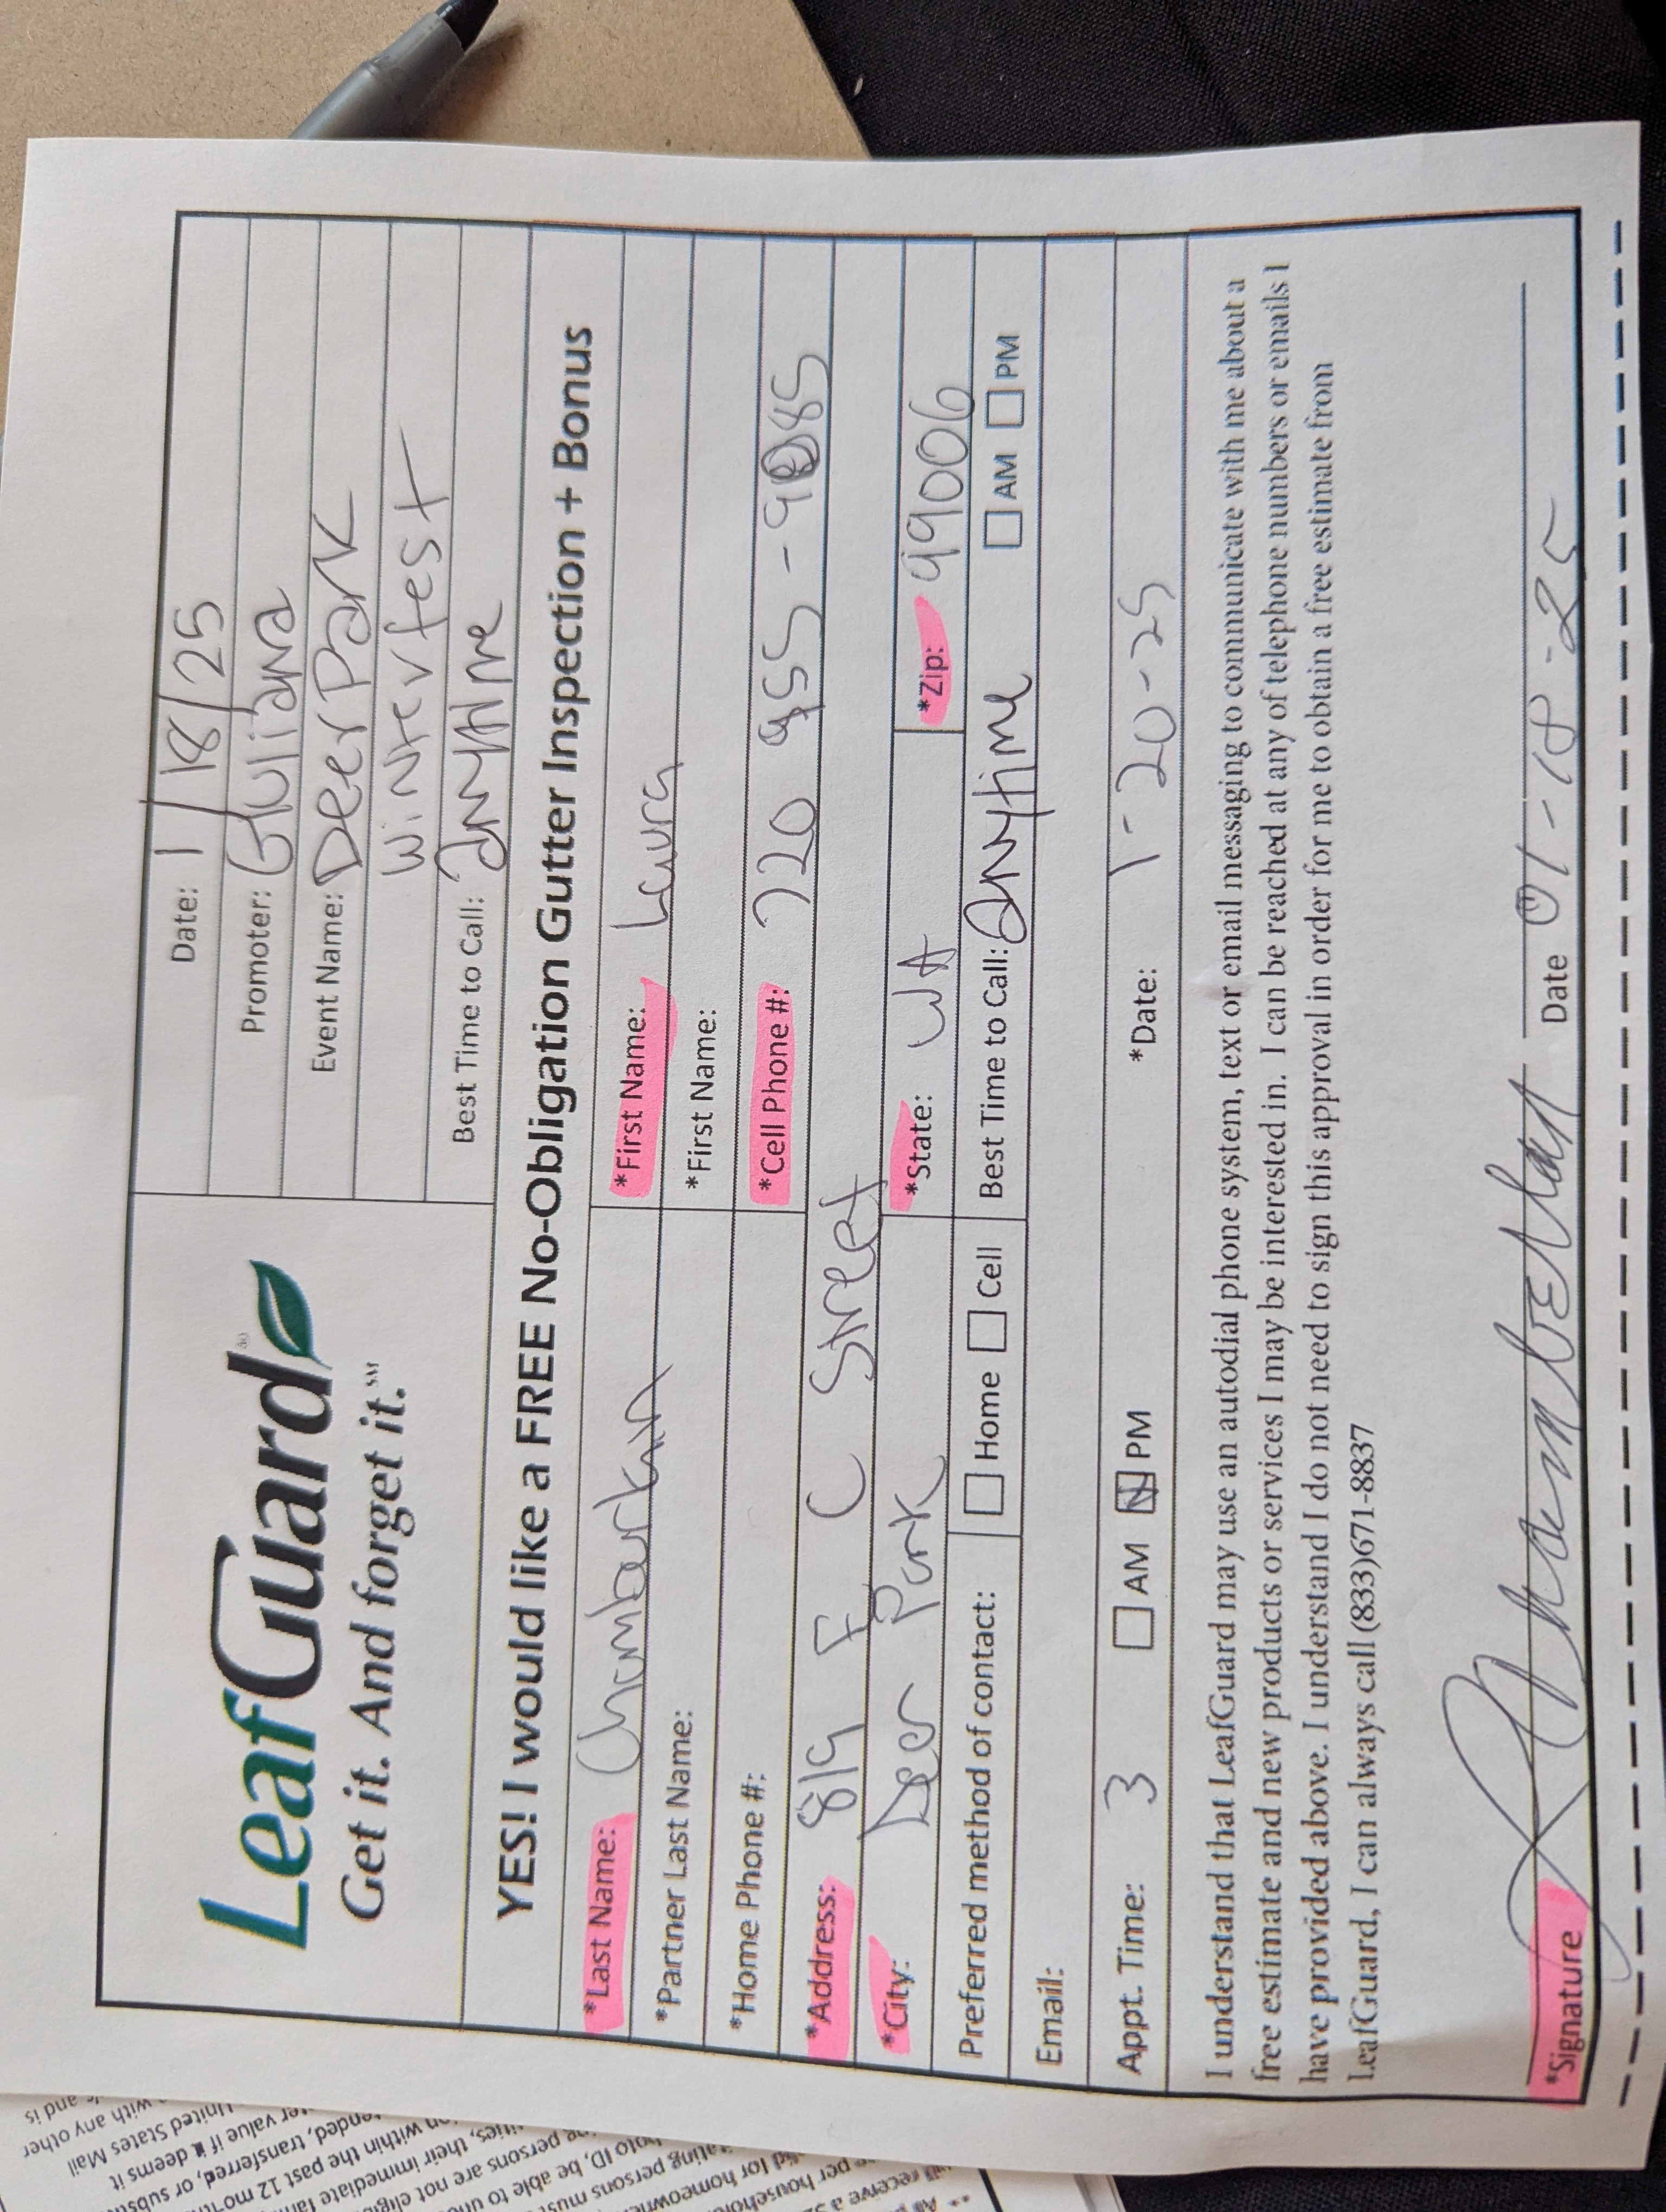 LeafGuard®
Get it. And forget it.℠
Date: 1/18/25
Promoter: Giuliana
Event Name: Deer Park
Winterfest
Best Time to Call: Anytime
YES! I would like a FREE No-Obligation Gutter Inspection + Bonus
*Last Name: Chamberlain *First Name: Laura
*Partner Last Name: *First Name:
*Home Phone #: *Cell Phone #: 720 955-9085
*Address: 819 E C Street
*City: Deer Park *State: WA *Zip: 99006
Preferred method of contact: Home Cell Best Time to Call: Anytime AM PM
Email:
Appt. Time: 3 AM PM *Date: 1-20-25
I understand that LeafGuard may use an autodial phone system, text or email messaging to communicate with me about a
free estimate and new products or services I may be interested in. I can be reached at any of telephone numbers or emails I
have provided above. I understand I do not need to sign this approval in order for me to obtain a free estimate from
LeafGuard, I can always call (833)671-8837
*Signature Date 01-18-25